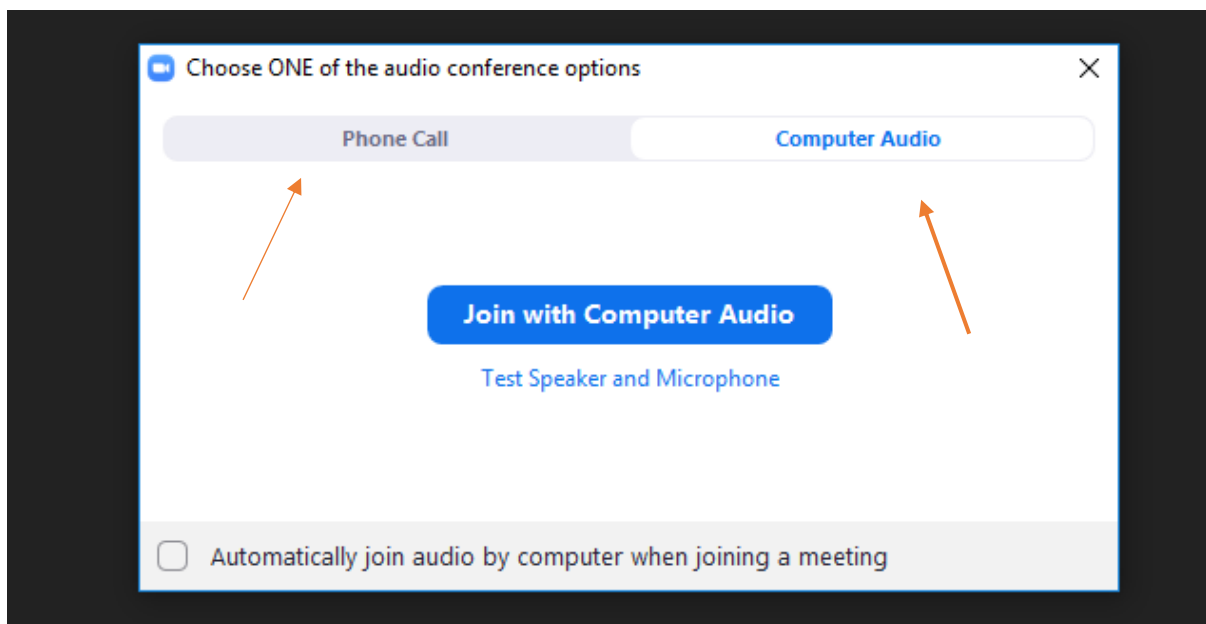 Choose ONE of the audio conference options
Phone Call
Computer Audio
Join with Computer Audio
Test Speaker and Microphone
Automatically join audio by computer when joining a meeting